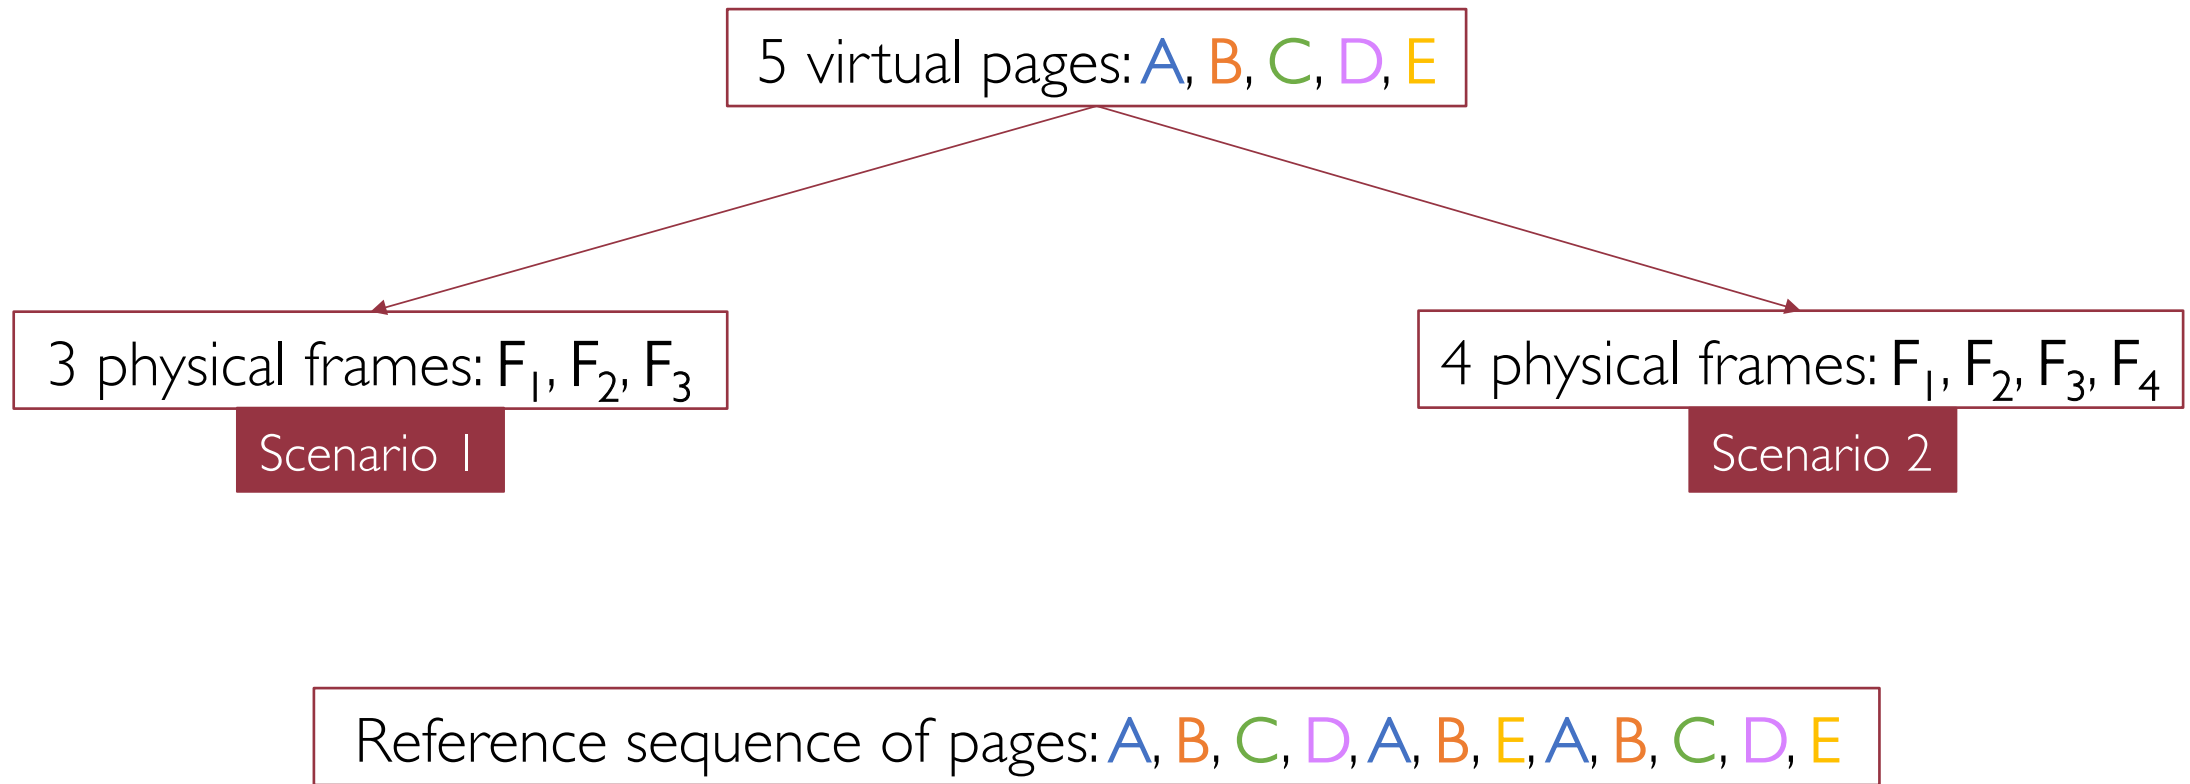 5 virtual pages: A, B, C, D, E
3 physical frames: F₁, F₂, F₃
4 physical frames: F₁, F₂, F₃, F₄
Scenario 1
Scenario 2
Reference sequence of pages: A, B, C, D, A, B, E, A, B, C, D, E